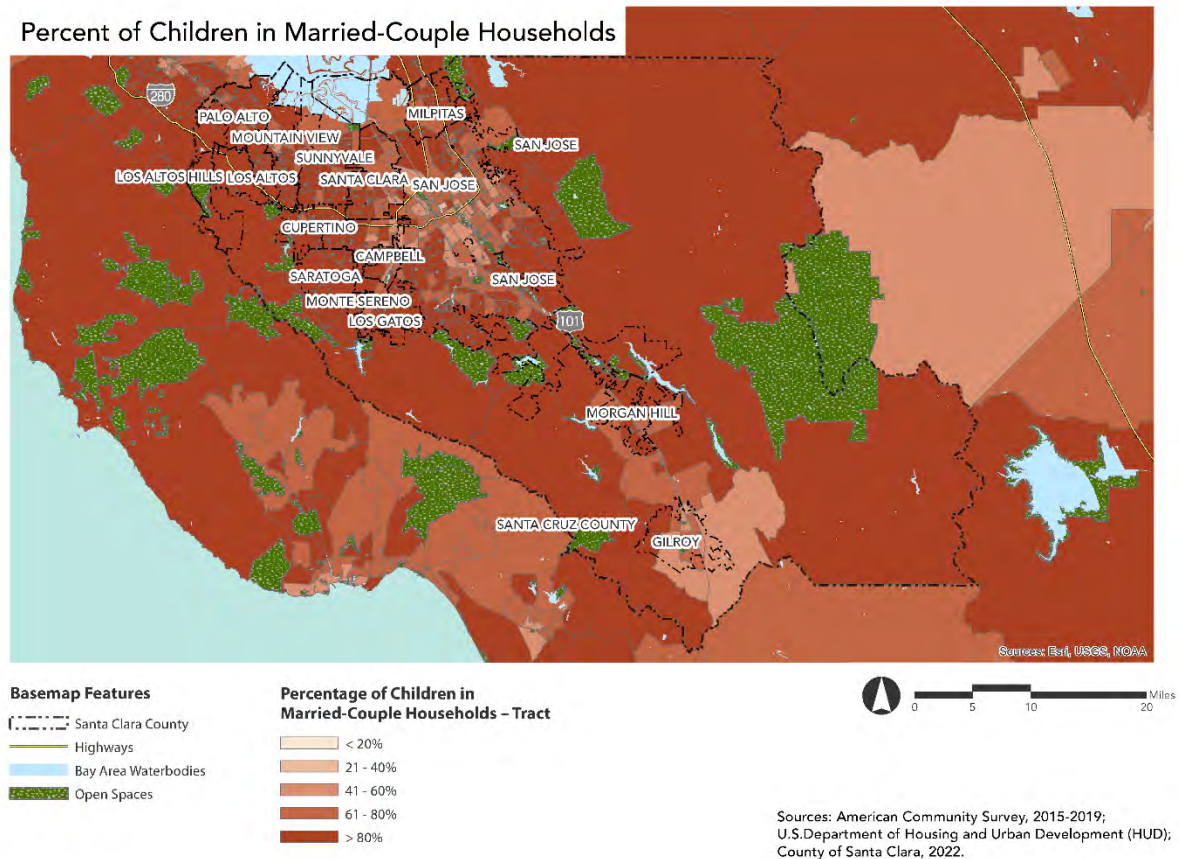 Percent of Children in Married-Couple Households
280
PALO ALTO
MILPITAS
MOUNTAIN VIEW
SAN JOSE
SUNNYVALE
LOS ALTOS HILLS
LOS ALTOS
SANTA CLARA
SAN JOSE
CUPERTINO
CAMPBELL
SARATOGA
SAN JOSE
MONTE SERENO
LOS GATOS
101
MORGAN HILL
SANTA CRUZ COUNTY
GILROY
Sources: Esri, USGS, NOAA
Basemap Features
Santa Clara County
Highways
Bay Area Waterbodies
Open Spaces
Percentage of Children in
Married-Couple Households – Tract
< 20%
21 - 40%
41 - 60%
61 - 80%
> 80%
Miles
0 5 10 20
Sources: American Community Survey, 2015-2019;
U.S.Department of Housing and Urban Development (HUD);
County of Santa Clara, 2022.